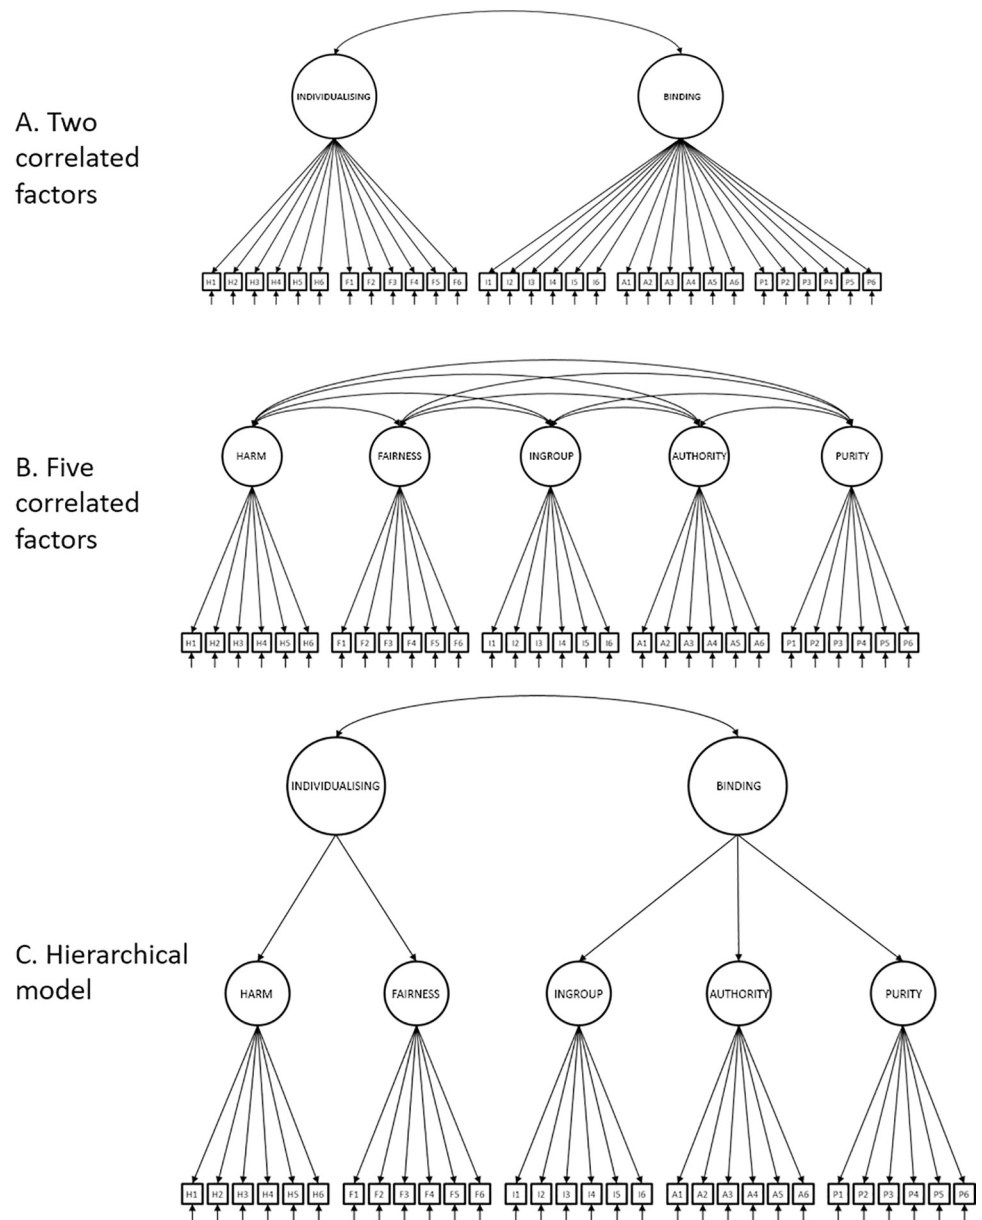 INDIVIDUALISING BINDING
A. Two
correlated
factors
H1 H2 H3 H4 H5 H6 F1 F2 F3 F4 F5 F6 I1 I2 I3 I4 I5 I6 A1 A2 A3 A4 A5 A6 P1 P2 P3 P4 P5 P6
HARM FAIRNESS INGROUP AUTHORITY PURITY
B. Five
correlated
factors
H1 H2 H3 H4 H5 H6 F1 F2 F3 F4 F5 F6 I1 I2 I3 I4 I5 I6 A1 A2 A3 A4 A5 A6 P1 P2 P3 P4 P5 P6
INDIVIDUALISING BINDING
C. Hierarchical
model
HARM FAIRNESS INGROUP AUTHORITY PURITY
H1 H2 H3 H4 H5 H6 F1 F2 F3 F4 F5 F6 I1 I2 I3 I4 I5 I6 A1 A2 A3 A4 A5 A6 P1 P2 P3 P4 P5 P6